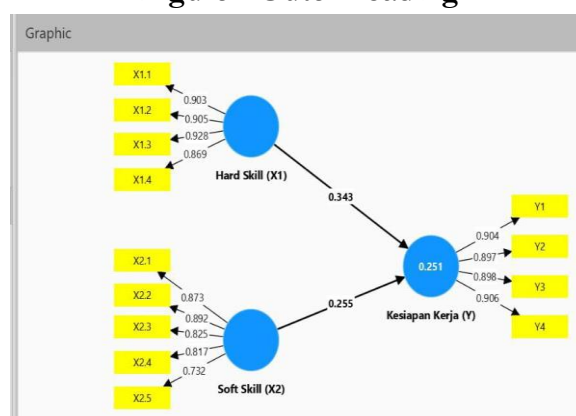 Graphic
X1.1
X1.2
X1.3
X1.4
0.903
0.905
0.928
0.869
Hard Skill (X1)
0.343
X2.1
X2.2
X2.3
X2.4
X2.5
0.873
0.892
0.825
0.817
0.732
Soft Skill (X2)
0.255
0.251
Kesiapan Kerja (Y)
0.904
0.897
0.898
0.906
Y1
Y2
Y3
Y4